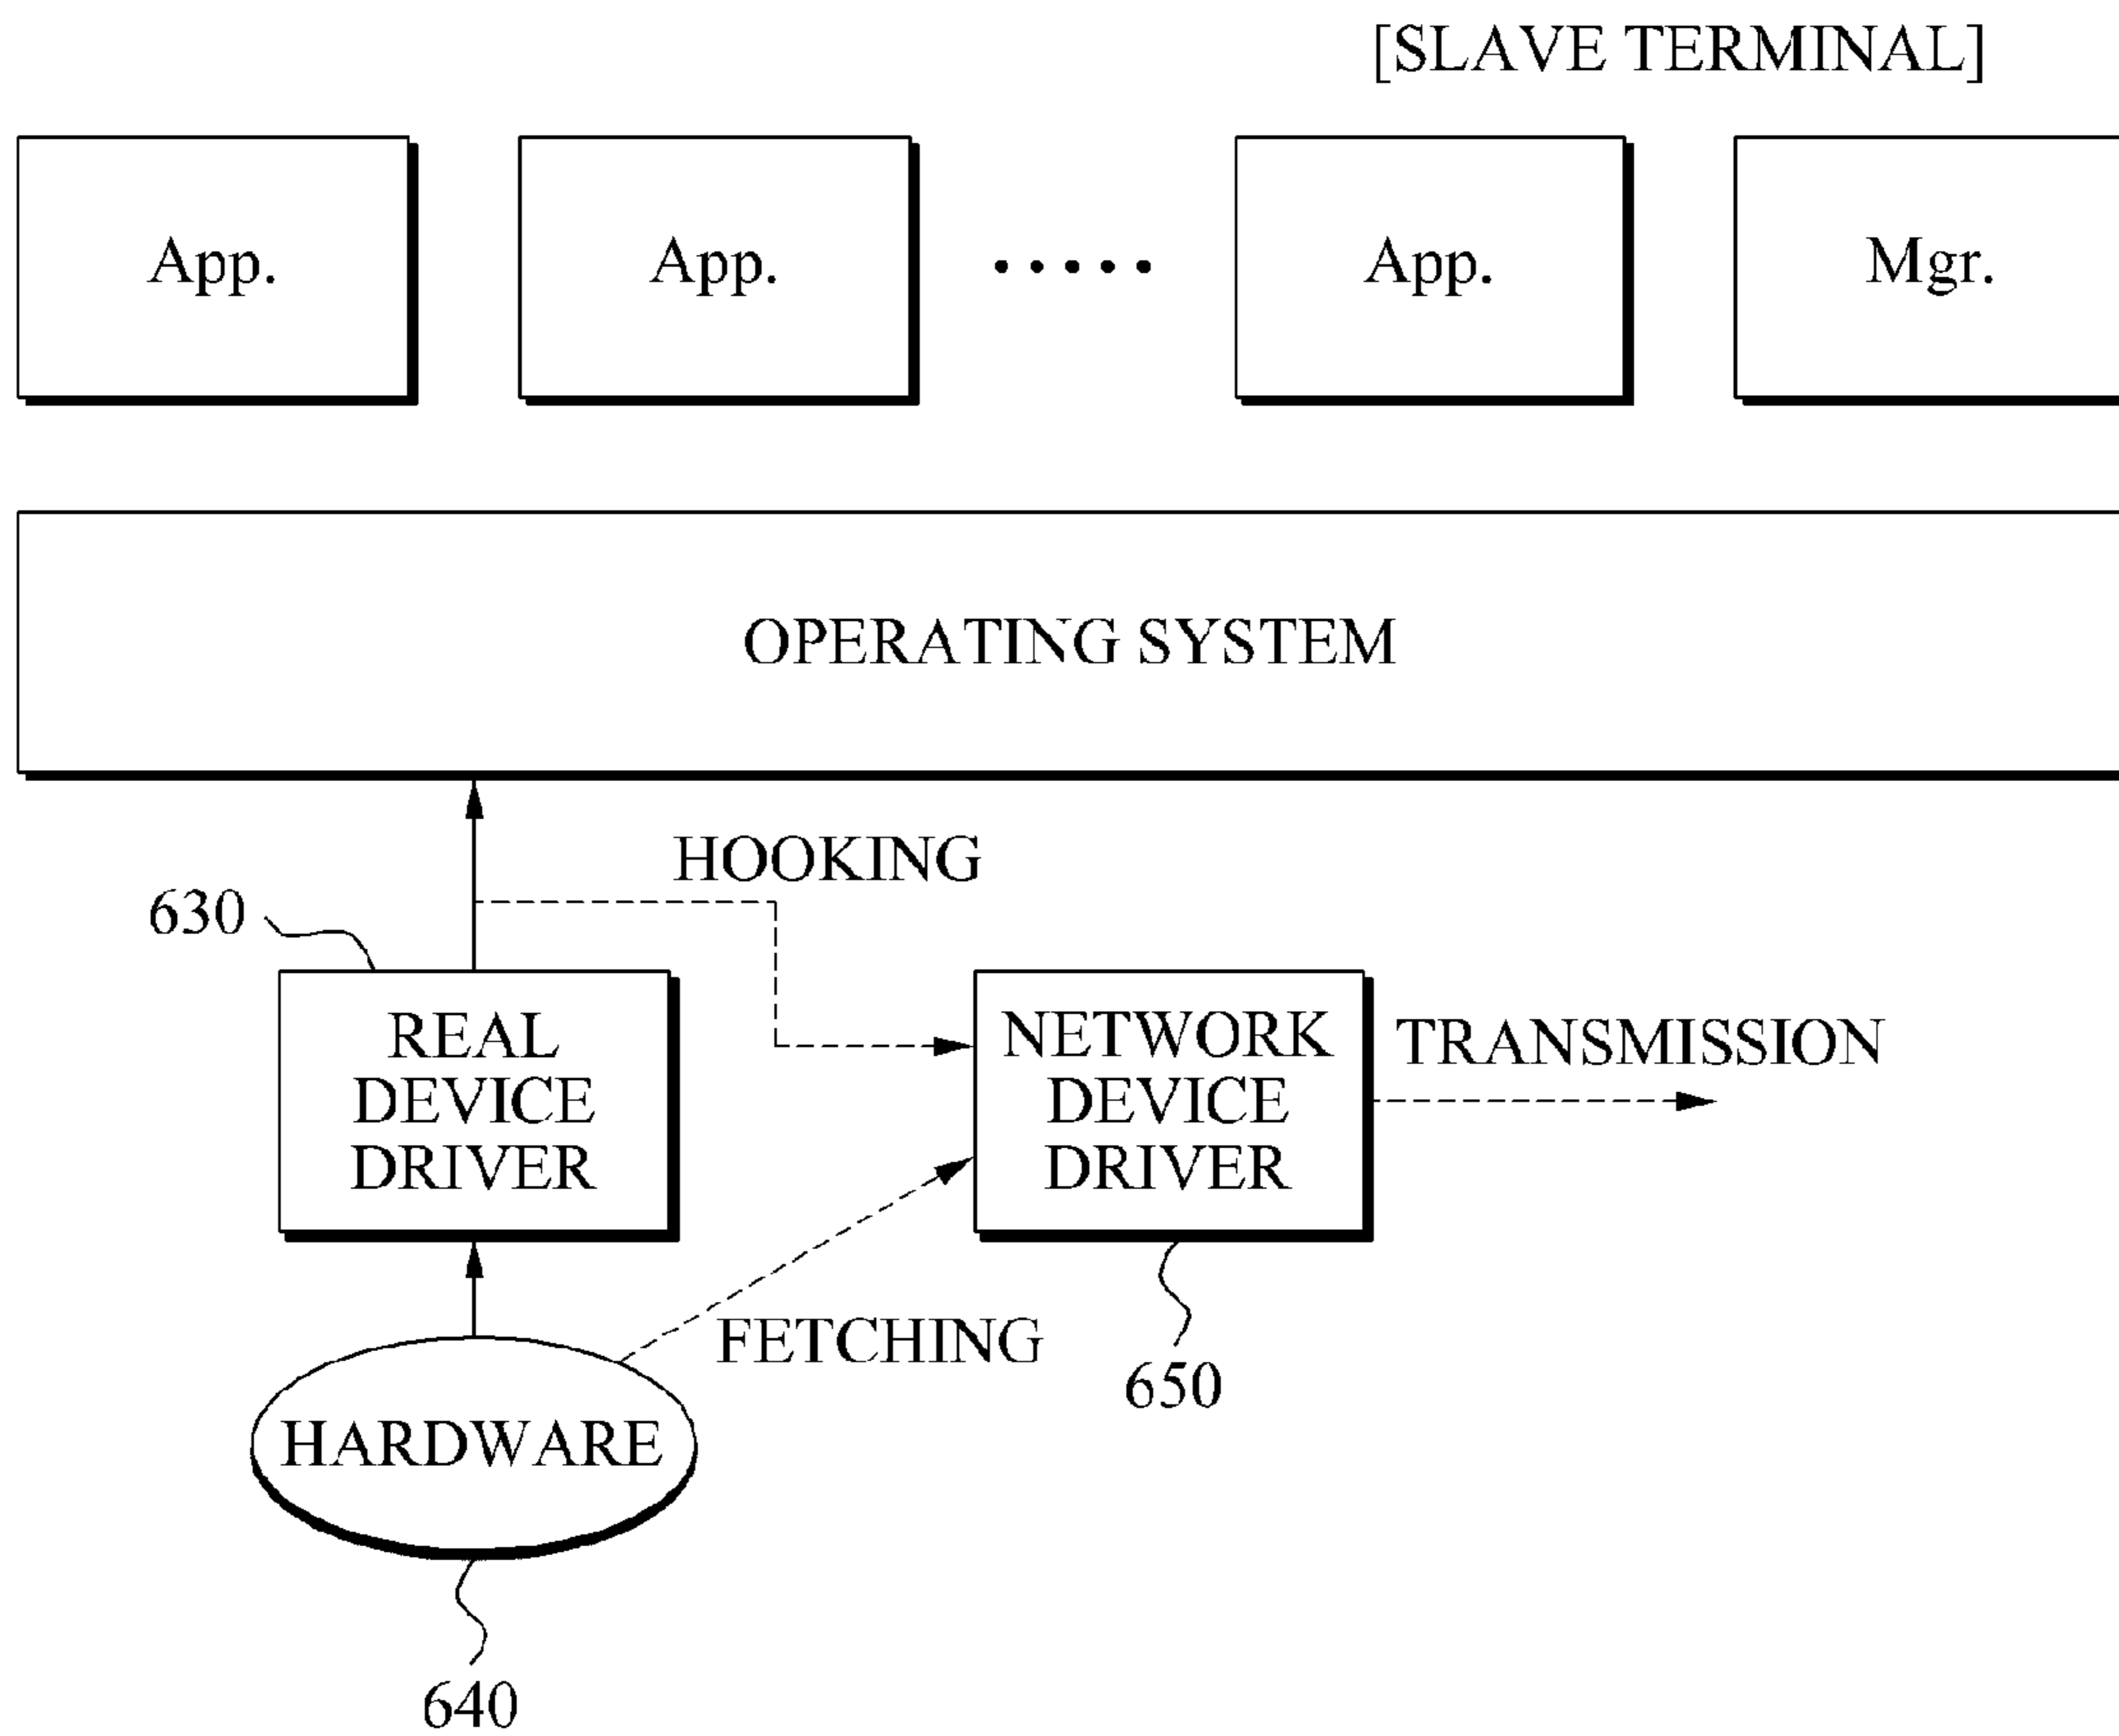 [SLAVE TERMINAL]
App.
App.
.....
App.
Mgr.
OPERATING SYSTEM
HOOKING
630
REAL
DEVICE
DRIVER
NETWORK
DEVICE
DRIVER
TRANSMISSION
FETCHING
650
HARDWARE
640